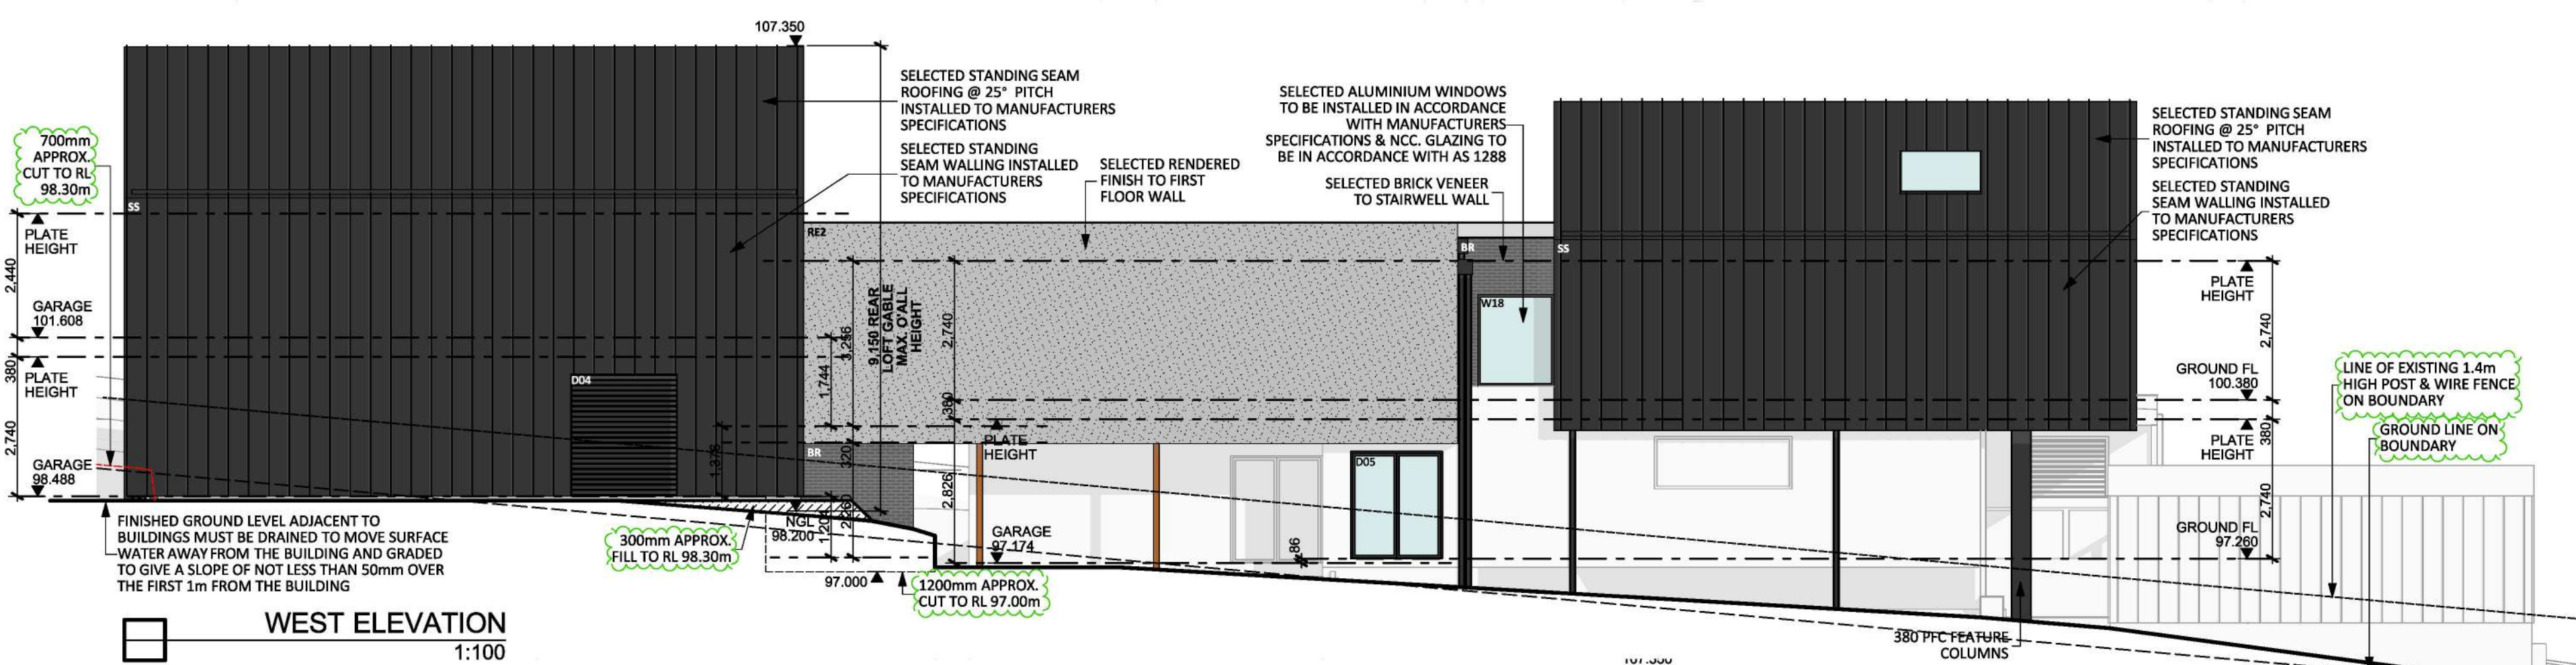 107.350
SELECTED STANDING SEAM
ROOFING @ 25° PITCH
INSTALLED TO MANUFACTURERS
SPECIFICATIONS
SELECTED STANDING
SEAM WALLING INSTALLED
TO MANUFACTURERS
SPECIFICATIONS
SELECTED RENDERED
FINISH TO FIRST
FLOOR WALL
SELECTED ALUMINIUM WINDOWS
TO BE INSTALLED IN ACCORDANCE
WITH MANUFACTURERS
SPECIFICATIONS & NCC. GLAZING TO
BE IN ACCORDANCE WITH AS 1288
SELECTED BRICK VENEER
TO STAIRWELL WALL
SELECTED STANDING SEAM
ROOFING @ 25° PITCH
INSTALLED TO MANUFACTURERS
SPECIFICATIONS
SELECTED STANDING
SEAM WALLING INSTALLED
TO MANUFACTURERS
SPECIFICATIONS
700mm
APPROX.
CUT TO RL
98.30m
SS
PLATE
HEIGHT
2,440
GARAGE
101.608
380
PLATE
HEIGHT
2,740
GARAGE
98.488
D04
RE2
BR
9,150 REAR
LOFT GABLE
MAX. O'ALL
HEIGHT
3,256
1,744
1,376
320
2,740
380
PLATE
HEIGHT
2,826
BR
W18
SS
D05
86
PLATE
HEIGHT
2,740
GROUND FL
100.380
380
PLATE
HEIGHT
2,740
GROUND FL
97.260
LINE OF EXISTING 1.4m
HIGH POST & WIRE FENCE
ON BOUNDARY
GROUND LINE ON
BOUNDARY
FINISHED GROUND LEVEL ADJACENT TO
BUILDINGS MUST BE DRAINED TO MOVE SURFACE
WATER AWAY FROM THE BUILDING AND GRADED
TO GIVE A SLOPE OF NOT LESS THAN 50mm OVER
THE FIRST 1m FROM THE BUILDING
300mm APPROX.
FILL TO RL 98.30m
NGL
98.200
97.000
GARAGE
97.174
1200mm APPROX.
CUT TO RL 97.00m
380 PFC FEATURE
COLUMNS
WEST ELEVATION
1:100